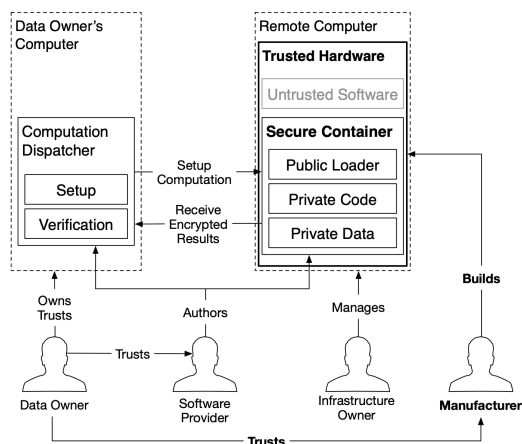 Data Owner's
Computer
Remote Computer
Trusted Hardware
Untrusted Software
Computation
Dispatcher
Setup
Verification
Setup
Computation
Receive
Encrypted
Results
Secure Container
Public Loader
Private Code
Private Data
Owns
Trusts
Authors
Manages
Builds
Trusts
Data Owner
Software
Provider
Infrastructure
Owner
Manufacturer
Trusts